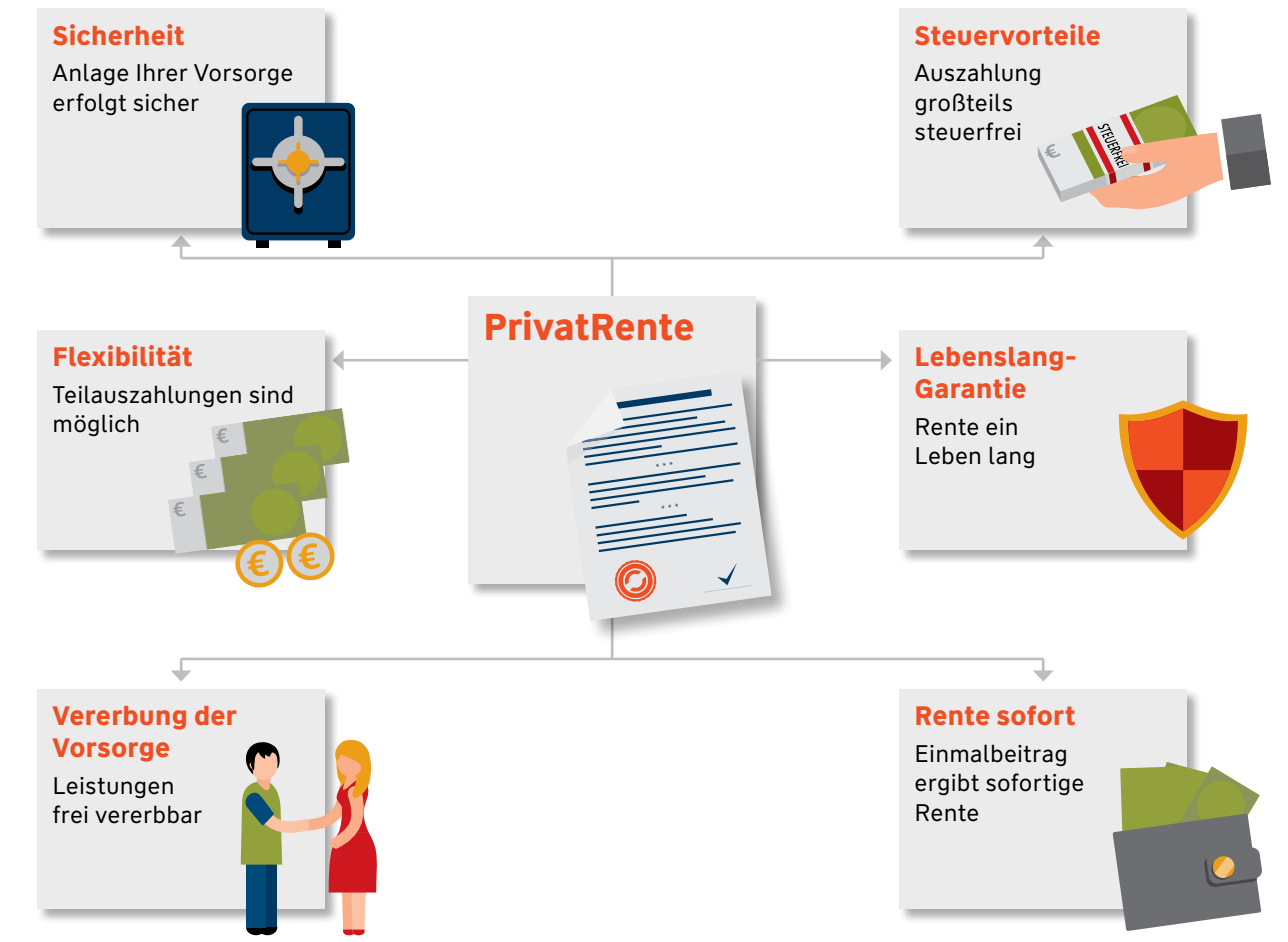 Sicherheit
Anlage Ihrer Vorsorge
erfolgt sicher
Steuervorteile
Auszahlung
großteils
steuerfrei
€
STEUERFREI
PrivatRente
Flexibilität
Teilauszahlungen sind
möglich
€
€
€
€
€
Lebenslang-
Garantie
Rente ein
Leben lang
Vererbung der
Vorsorge
Leistungen
frei vererbbar
Rente sofort
Einmalbeitrag
ergibt sofortige
Rente